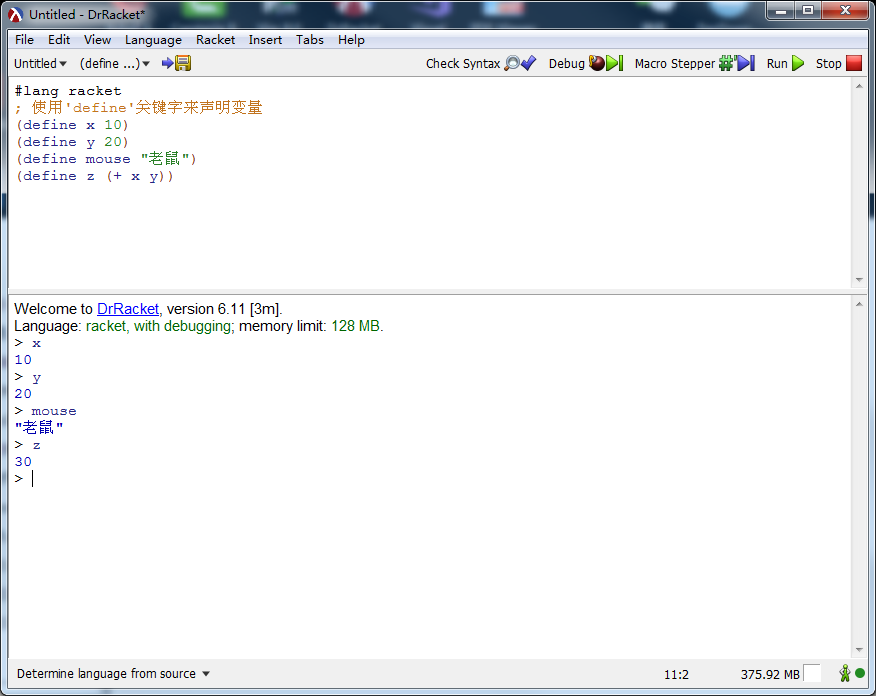 Untitled - DrRacket*
File Edit View Language Racket Insert Tabs Help
Untitled (define ...) Check Syntax Debug Macro Stepper Run Stop
#lang racket
; 使用'define'关键字来声明变量
(define x 10)
(define y 20)
(define mouse "老鼠")
(define z (+ x y))
Welcome to DrRacket, version 6.11 [3m].
Language: racket, with debugging; memory limit: 128 MB.
> x
10
> y
20
> mouse
"老鼠"
> z
30
>
Determine language from source 11:2 375.92 MB